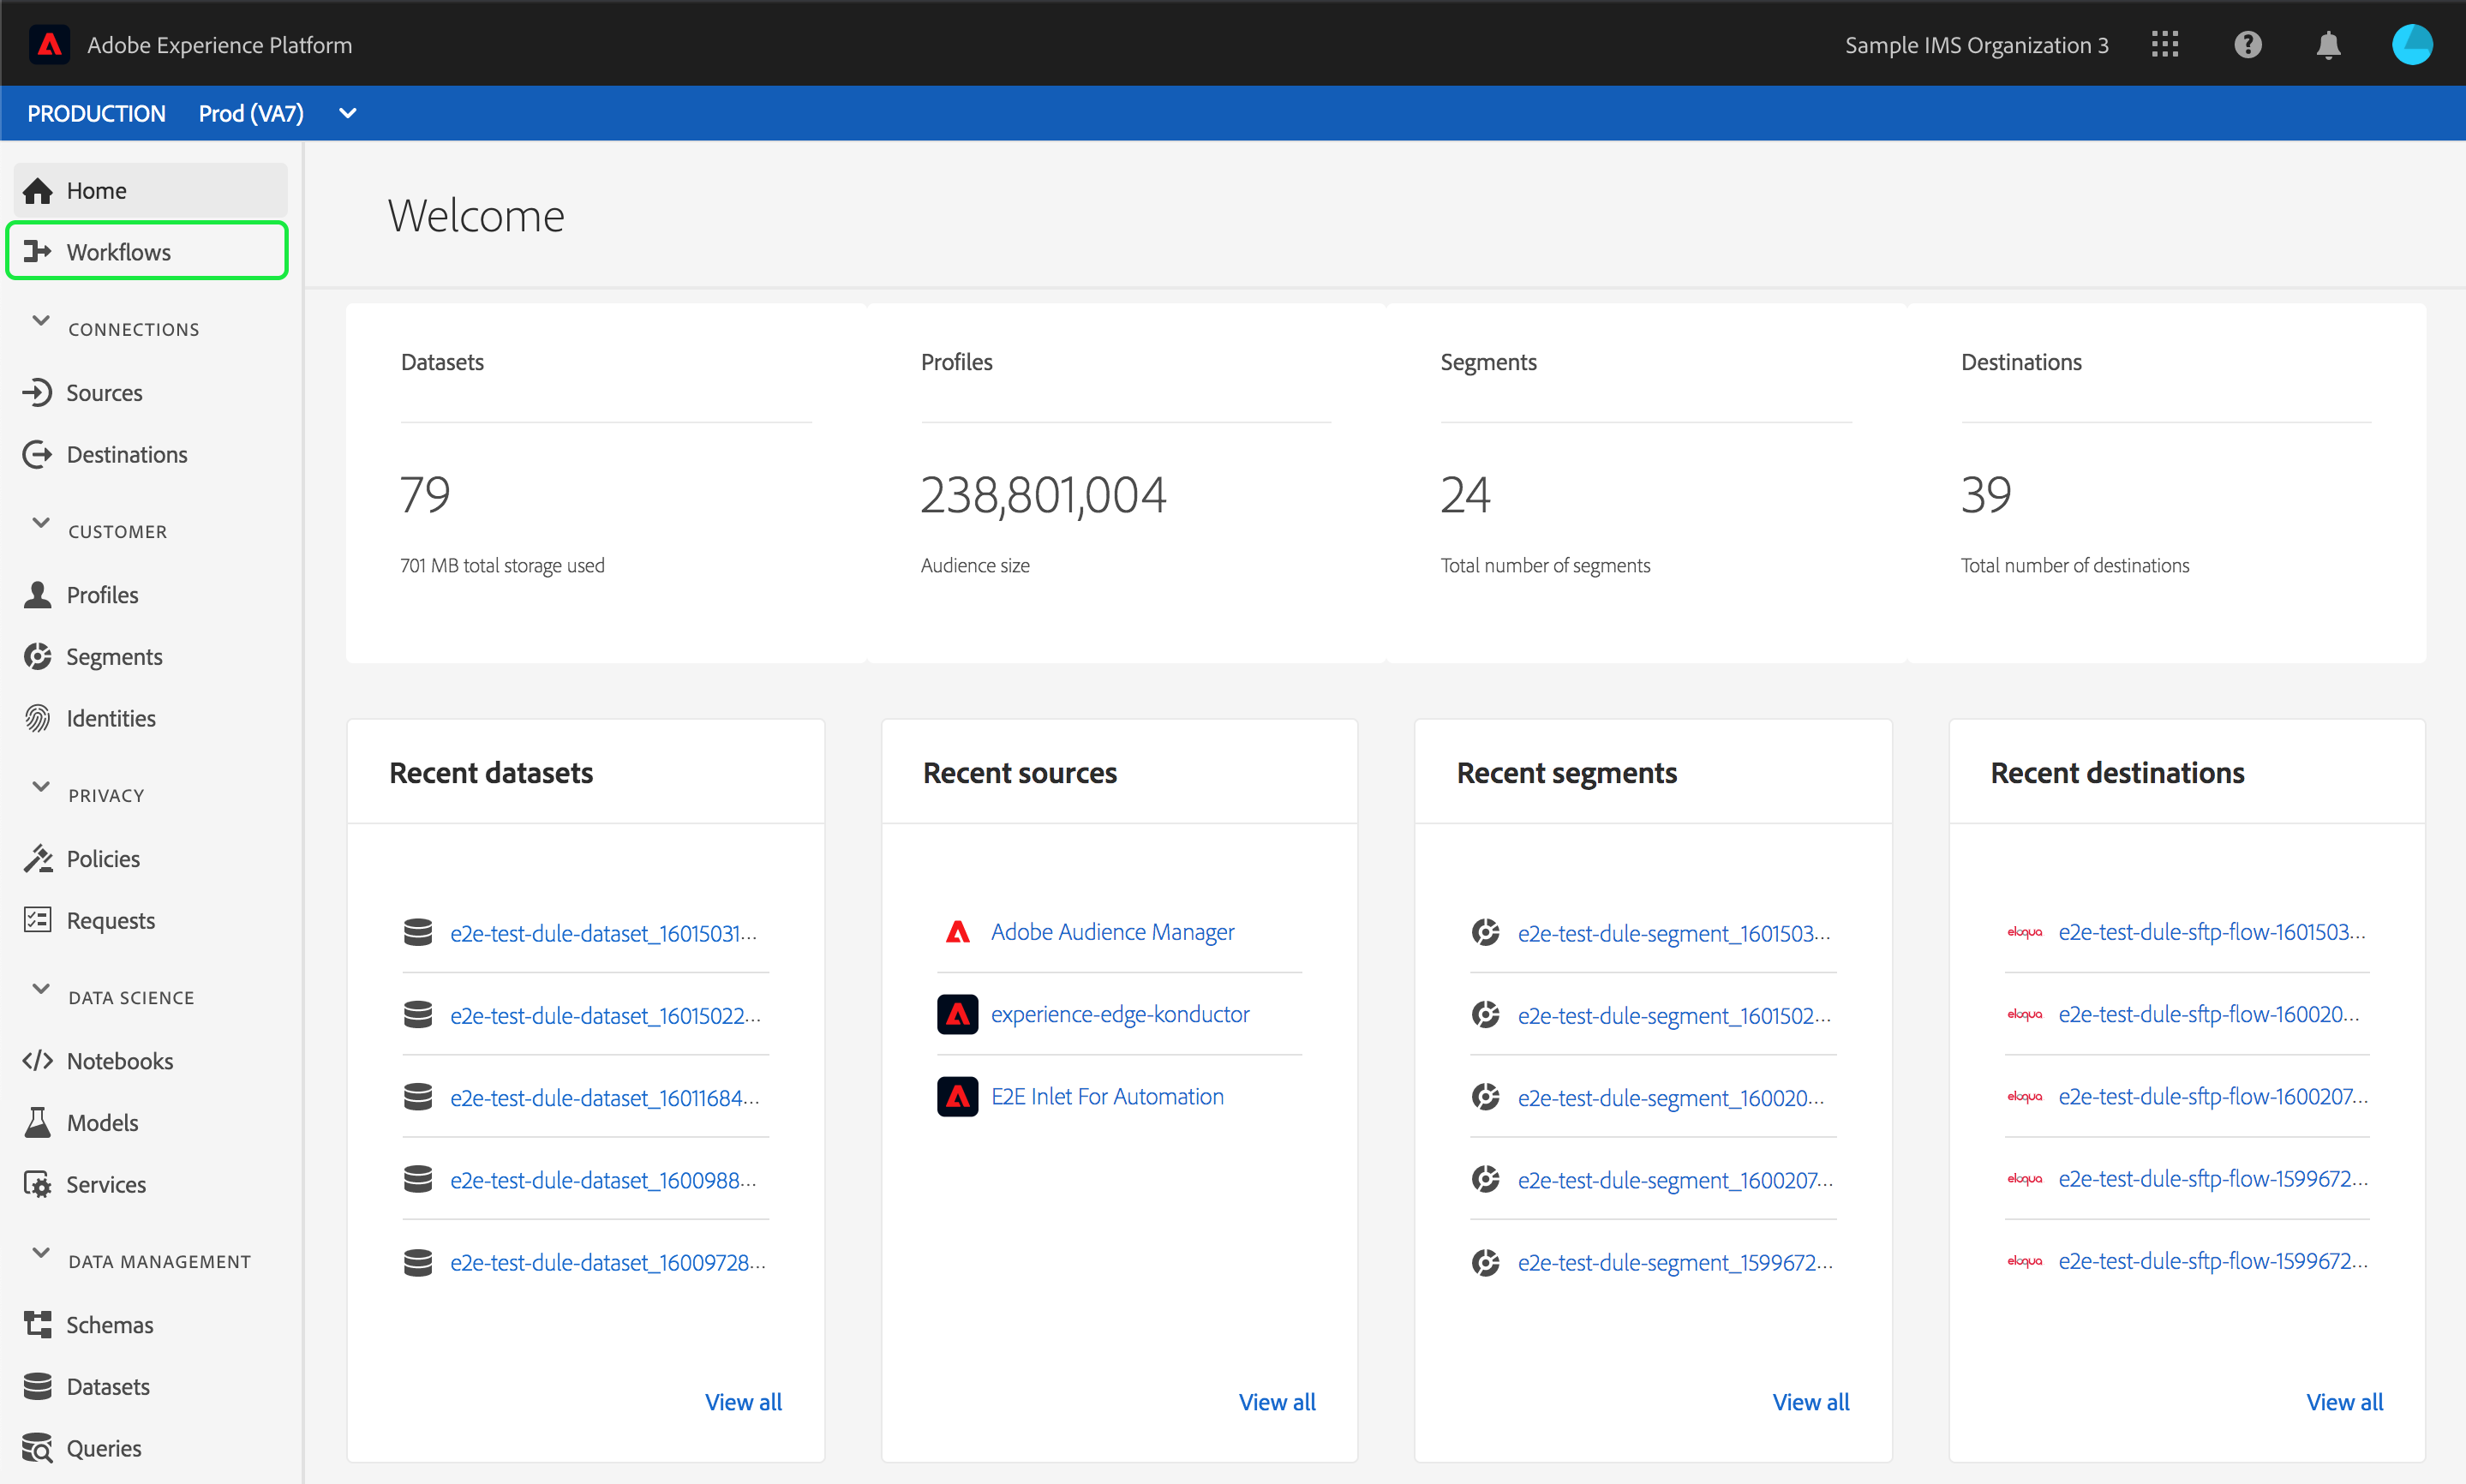 Adobe Experience Platform
Sample IMS Organization 3
PRODUCTION Prod (VA7)
Home
Workflows
CONNECTIONS
Sources
Destinations
CUSTOMER
Profiles
Segments
Identities
PRIVACY
Policies
Requests
DATA SCIENCE
Notebooks
Models
Services
DATA MANAGEMENT
Schemas
Datasets
Queries
Welcome
Datasets
79
701 MB total storage used
Profiles
238,801,004
Audience size
Segments
24
Total number of segments
Destinations
39
Total number of destinations
Recent datasets
e2e-test-dule-dataset_16015031...
e2e-test-dule-dataset_16015022...
e2e-test-dule-dataset_16011684...
e2e-test-dule-dataset_1600988...
e2e-test-dule-dataset_16009728...
View all
Recent sources
Adobe Audience Manager
experience-edge-konductor
E2E Inlet For Automation
View all
Recent segments
e2e-test-dule-segment_1601503...
e2e-test-dule-segment_1601502...
e2e-test-dule-segment_160020...
e2e-test-dule-segment_1600207...
e2e-test-dule-segment_1599672...
View all
Recent destinations
eloqua e2e-test-dule-sftp-flow-1601503...
eloqua e2e-test-dule-sftp-flow-160020...
eloqua e2e-test-dule-sftp-flow-1600207...
eloqua e2e-test-dule-sftp-flow-1599672...
eloqua e2e-test-dule-sftp-flow-1599672...
View all